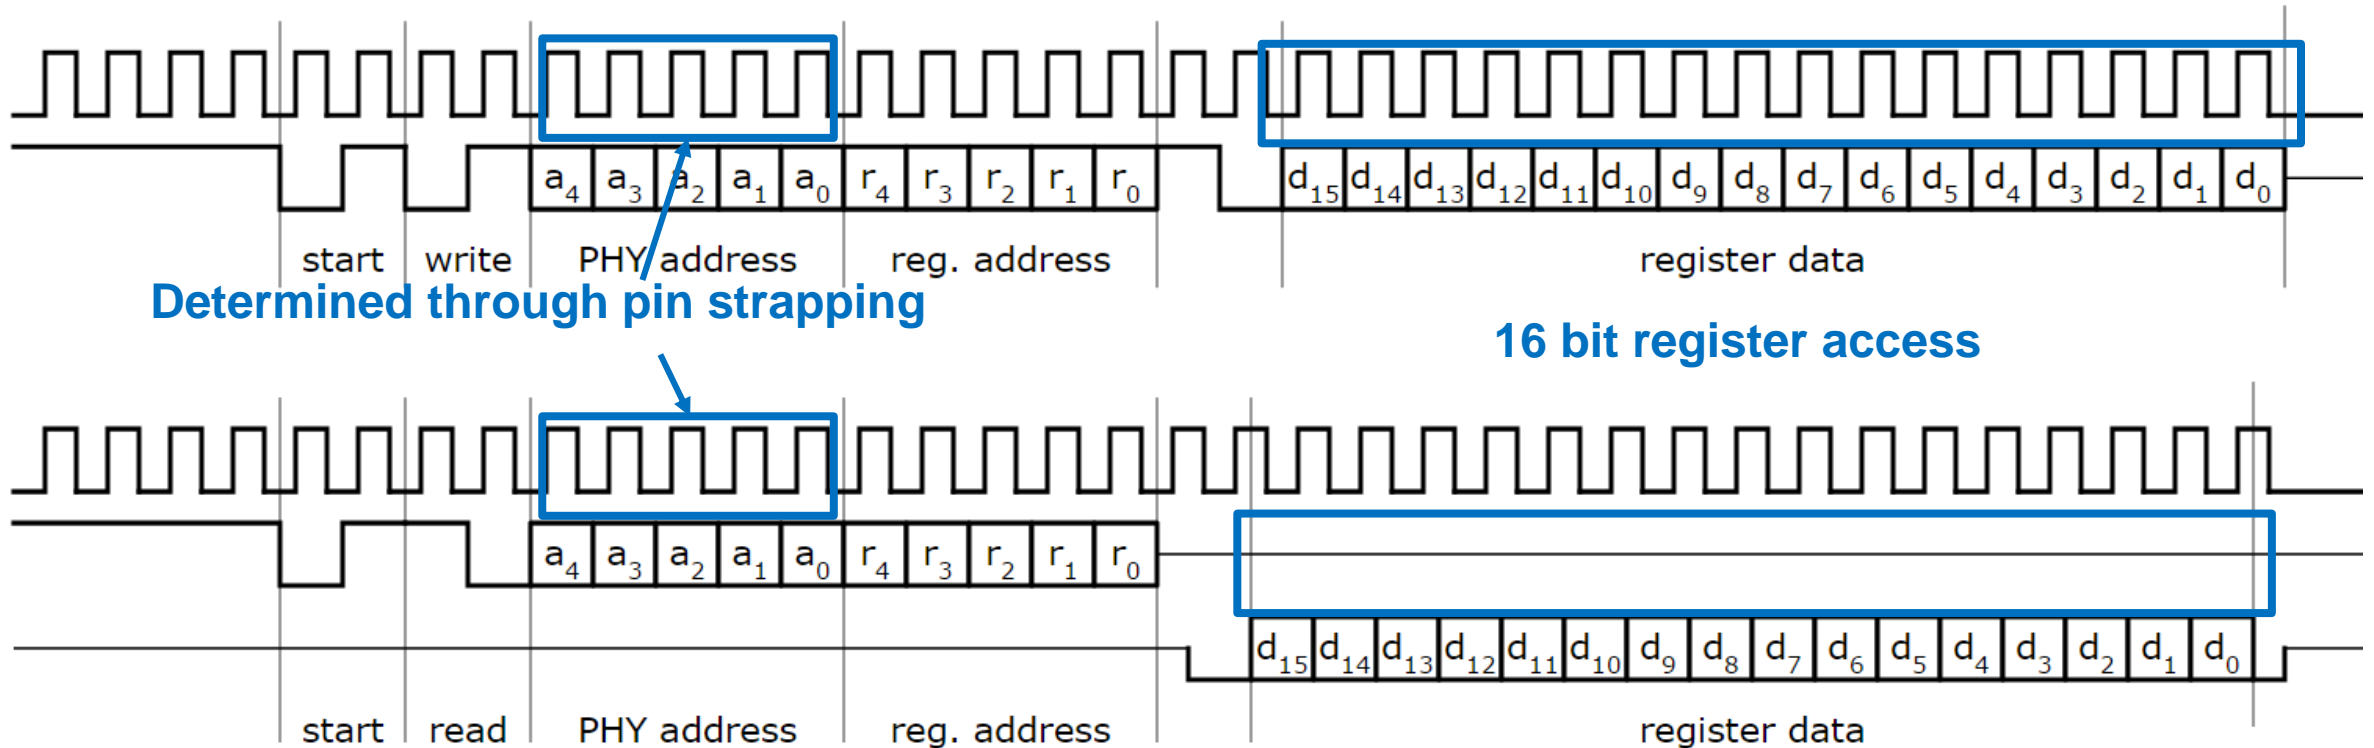 a4 a3 a2 a1 a0 r4 r3 r2 r1 r0 d15 d14 d13 d12 d11 d10 d9 d8 d7 d6 d5 d4 d3 d2 d1 d0
start write PHY address reg. address register data
Determined through pin strapping
16 bit register access
a4 a3 a2 a1 a0 r4 r3 r2 r1 r0
d15 d14 d13 d12 d11 d10 d9 d8 d7 d6 d5 d4 d3 d2 d1 d0
start read PHY address reg. address register data